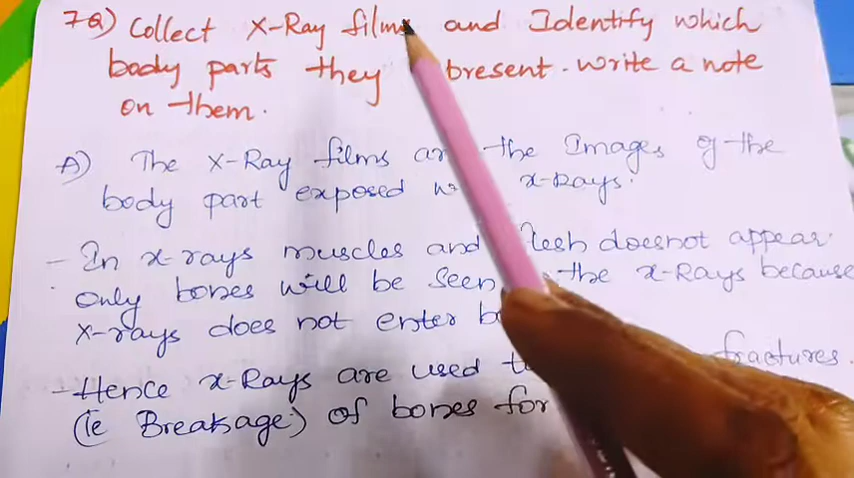 7Q) Collect X-Ray films and Identify which
body parts they present. Write a note
on them.
A) The X-Ray films are the Images of the
body part exposed x-rays.
- In x-rays muscles and flesh doesnot appear.
only bones will be seen the x-Rays because
X-rays does not enter
- Hence x-Rays are used fractures.
(ie Breakage) of bones for